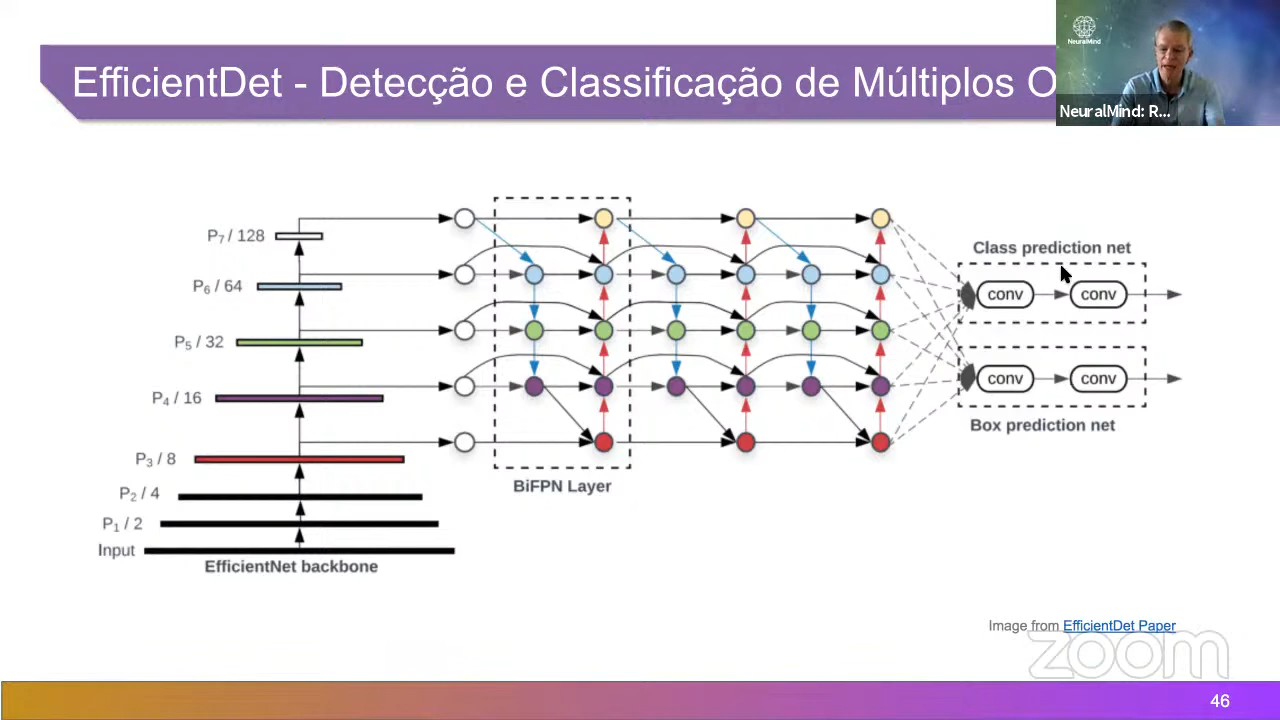 NeuralMind
EfficientDet - Detecção e Classificação de Múltiplos O
NeuralMind: R...
P7 / 128
P6 / 64
P5 / 32
P4 / 16
P3 / 8
P2 / 4
P1 / 2
Input
EfficientNet backbone
BiFPN Layer
Class prediction net
conv
conv
conv
conv
Box prediction net
Image from EfficientDet Paper
zoom
46